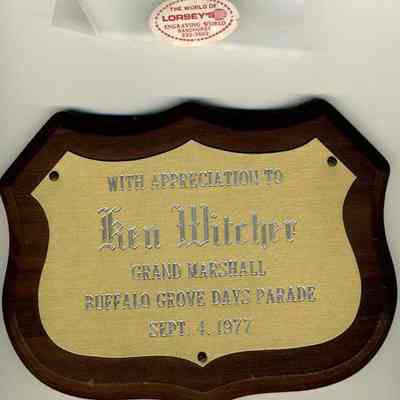 THE WORLD OF
LORSEY'S
ENGRAVING WORLD
RANDHURST
WITH APPRECIATION TO
Ken Witcher
GRAND MARSHALL
BUFFALO GROVE DAYS PARADE
SEPT. 4, 1977